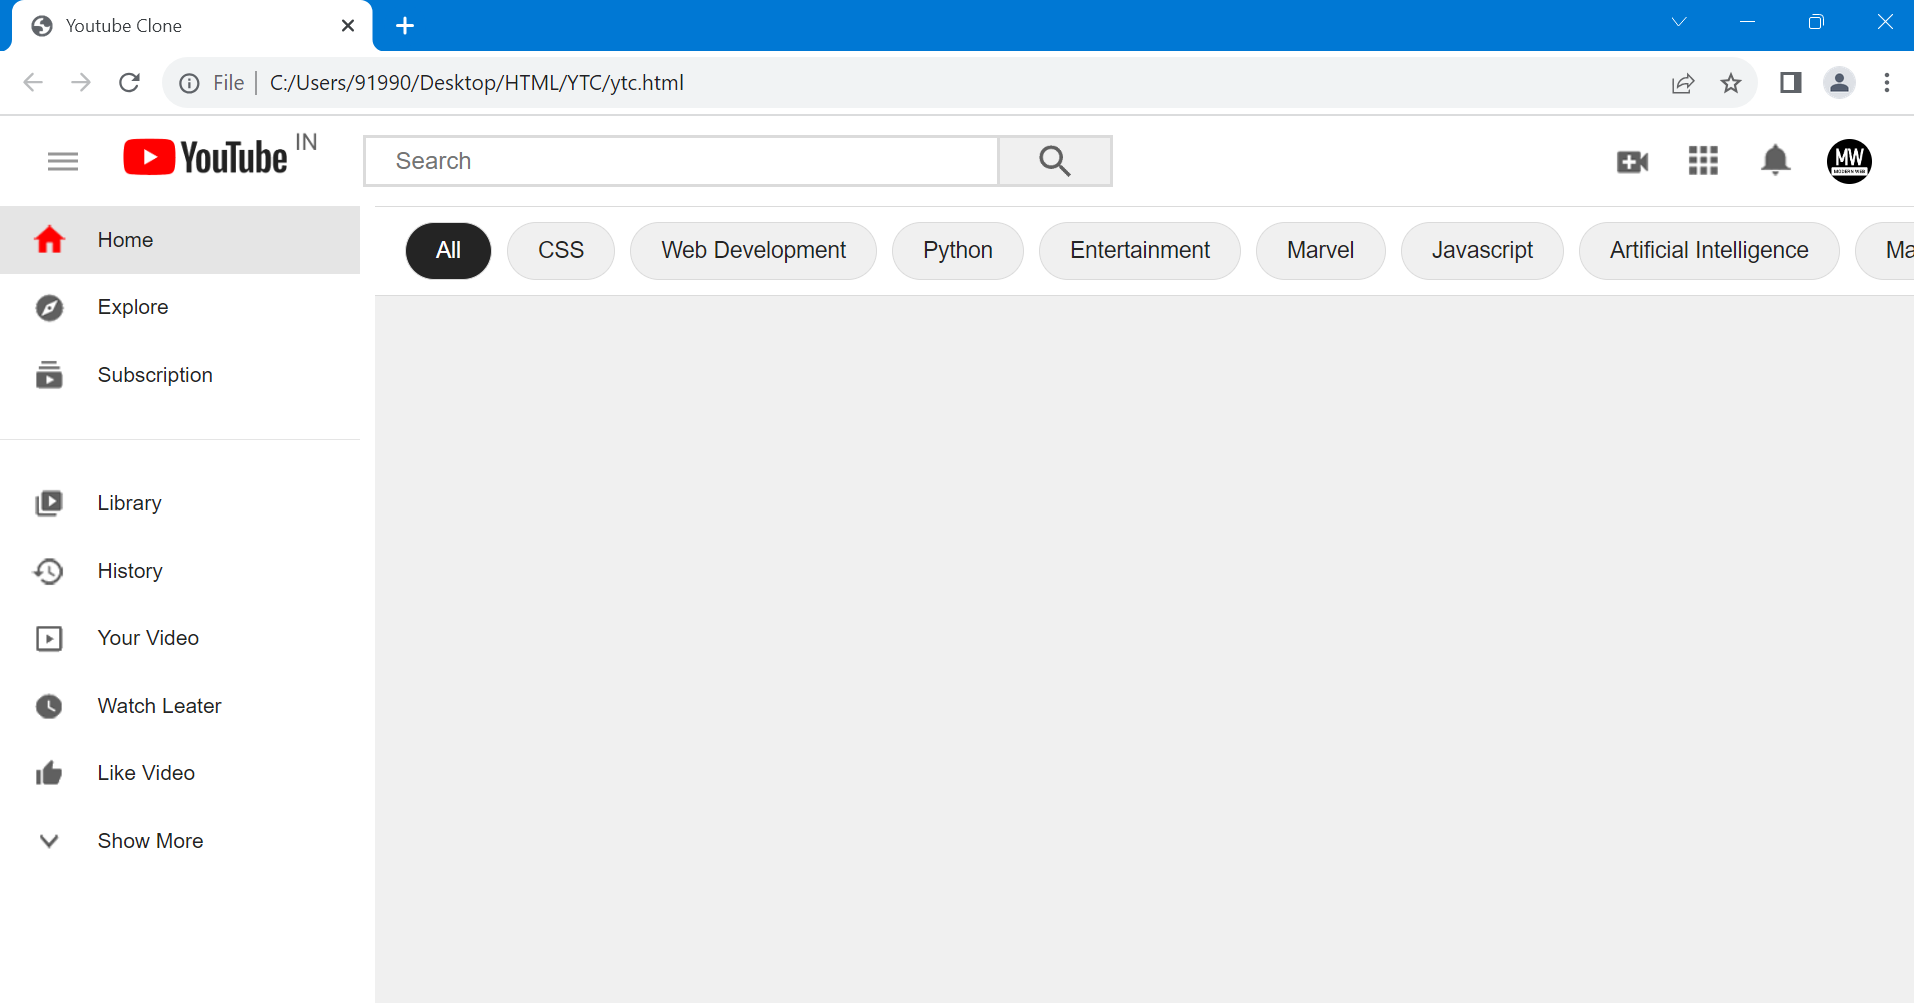 Youtube Clone
File | C:/Users/91990/Desktop/HTML/YTC/ytc.html
YouTube IN
Search
MW
MODERN WEB
All CSS Web Development Python Entertainment Marvel Javascript Artificial Intelligence Ma
Home
Explore
Subscription
Library
History
Your Video
Watch Leater
Like Video
Show More